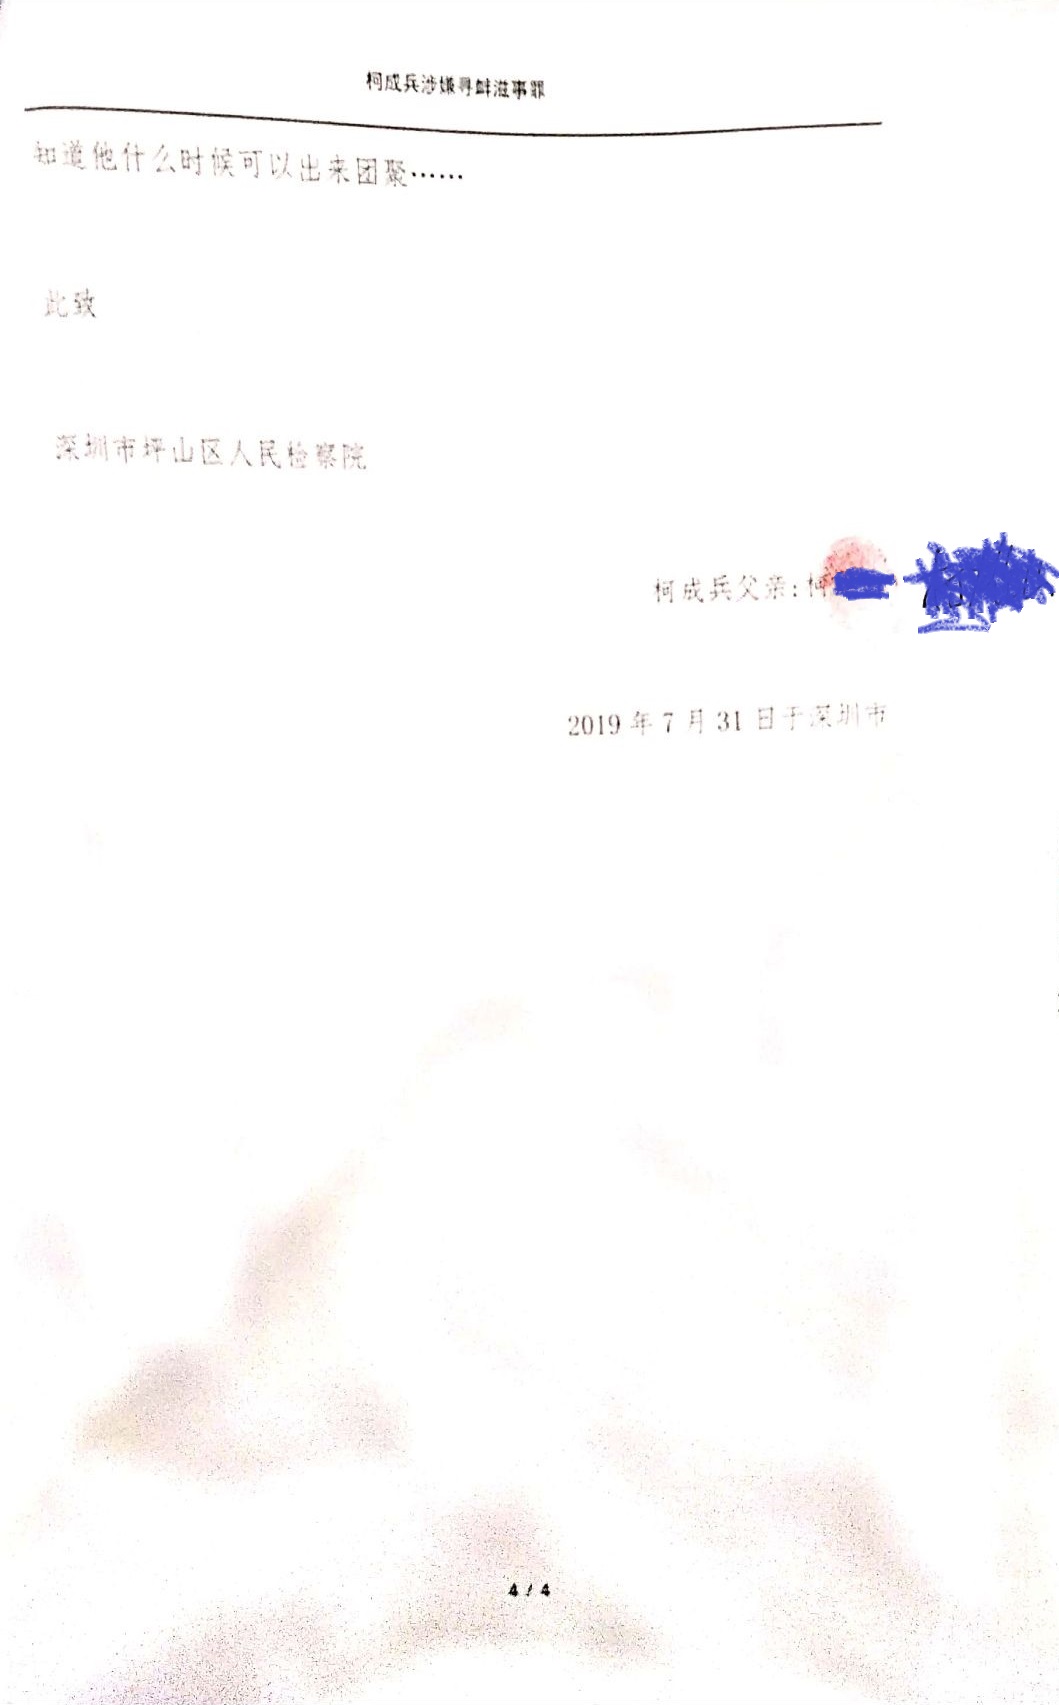 柯成兵涉嫌寻衅滋事罪
知道他什么时候可以出来团聚……
此致
深圳市坪山区人民检察院
柯成兵父亲:柯
2019 年 7 月 31 日于深圳市
4 / 4